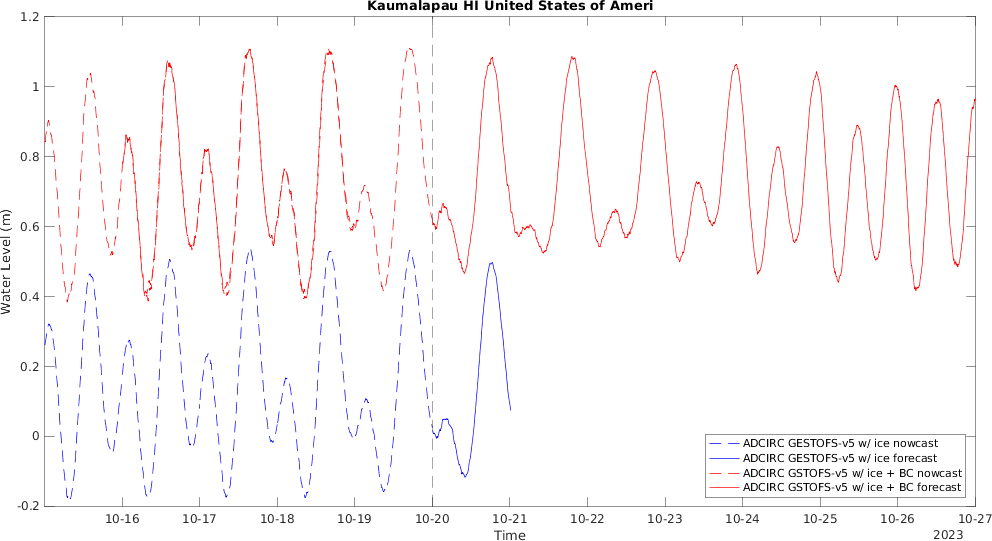 Kaumalapau HI United States of Ameri
Water Level (m)
1.2
1
0.8
0.6
0.4
0.2
0
-0.2
10-16 10-17 10-18 10-19 10-20 10-21 10-22 10-23 10-24 10-25 10-26 10-27
Time
2023
ADCIRC GESTOFS-v5 w/ ice nowcast
ADCIRC GESTOFS-v5 w/ ice forecast
ADCIRC GSTOFS-v5 w/ ice + BC nowcast
ADCIRC GSTOFS-v5 w/ ice + BC forecast